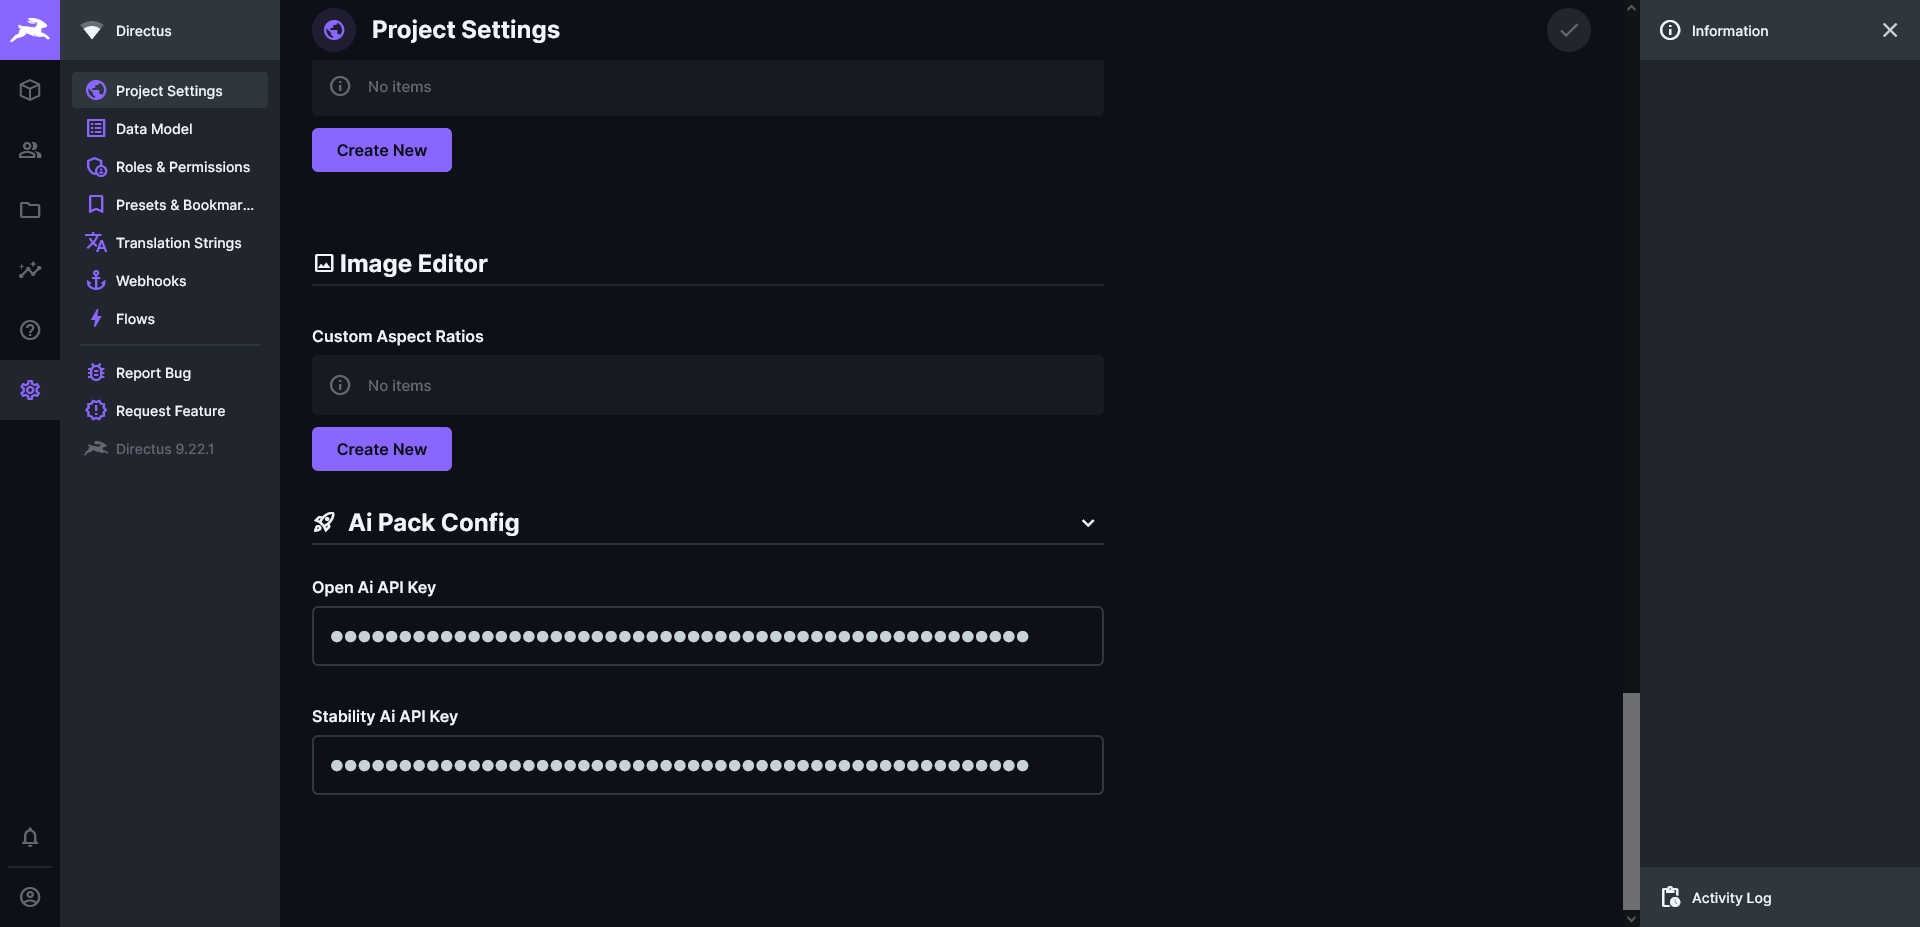 Directus
Project Settings
Data Model
Roles & Permissions
Presets & Bookmar...
Translation Strings
Webhooks
Flows
Report Bug
Request Feature
Directus 9.22.1
Project Settings
No items
Create New
Image Editor
Custom Aspect Ratios
No items
Create New
Ai Pack Config
Open Ai API Key
Stability Ai API Key
Information
Activity Log